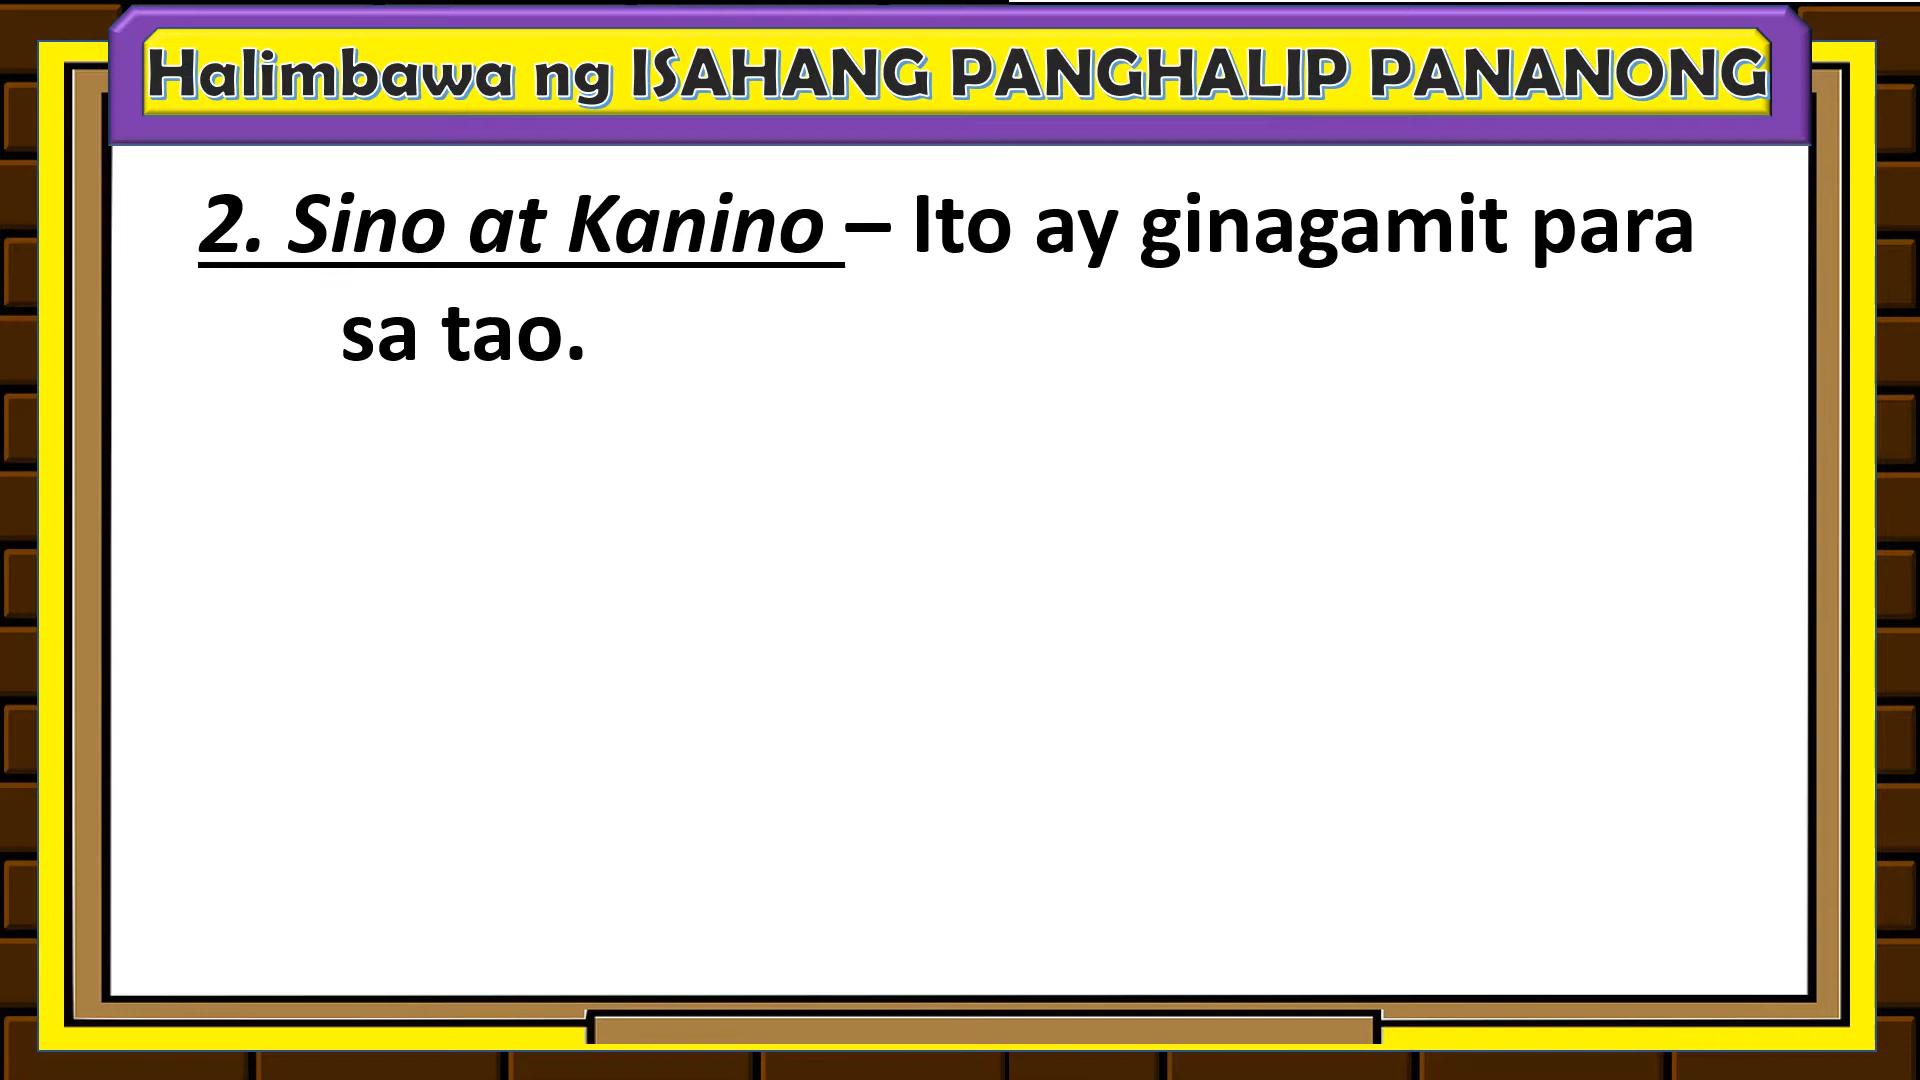 Halimbawa ng ISAHANG PANGHALIP PANANONG
2. Sino at Kanino – Ito ay ginagamit para
sa tao.